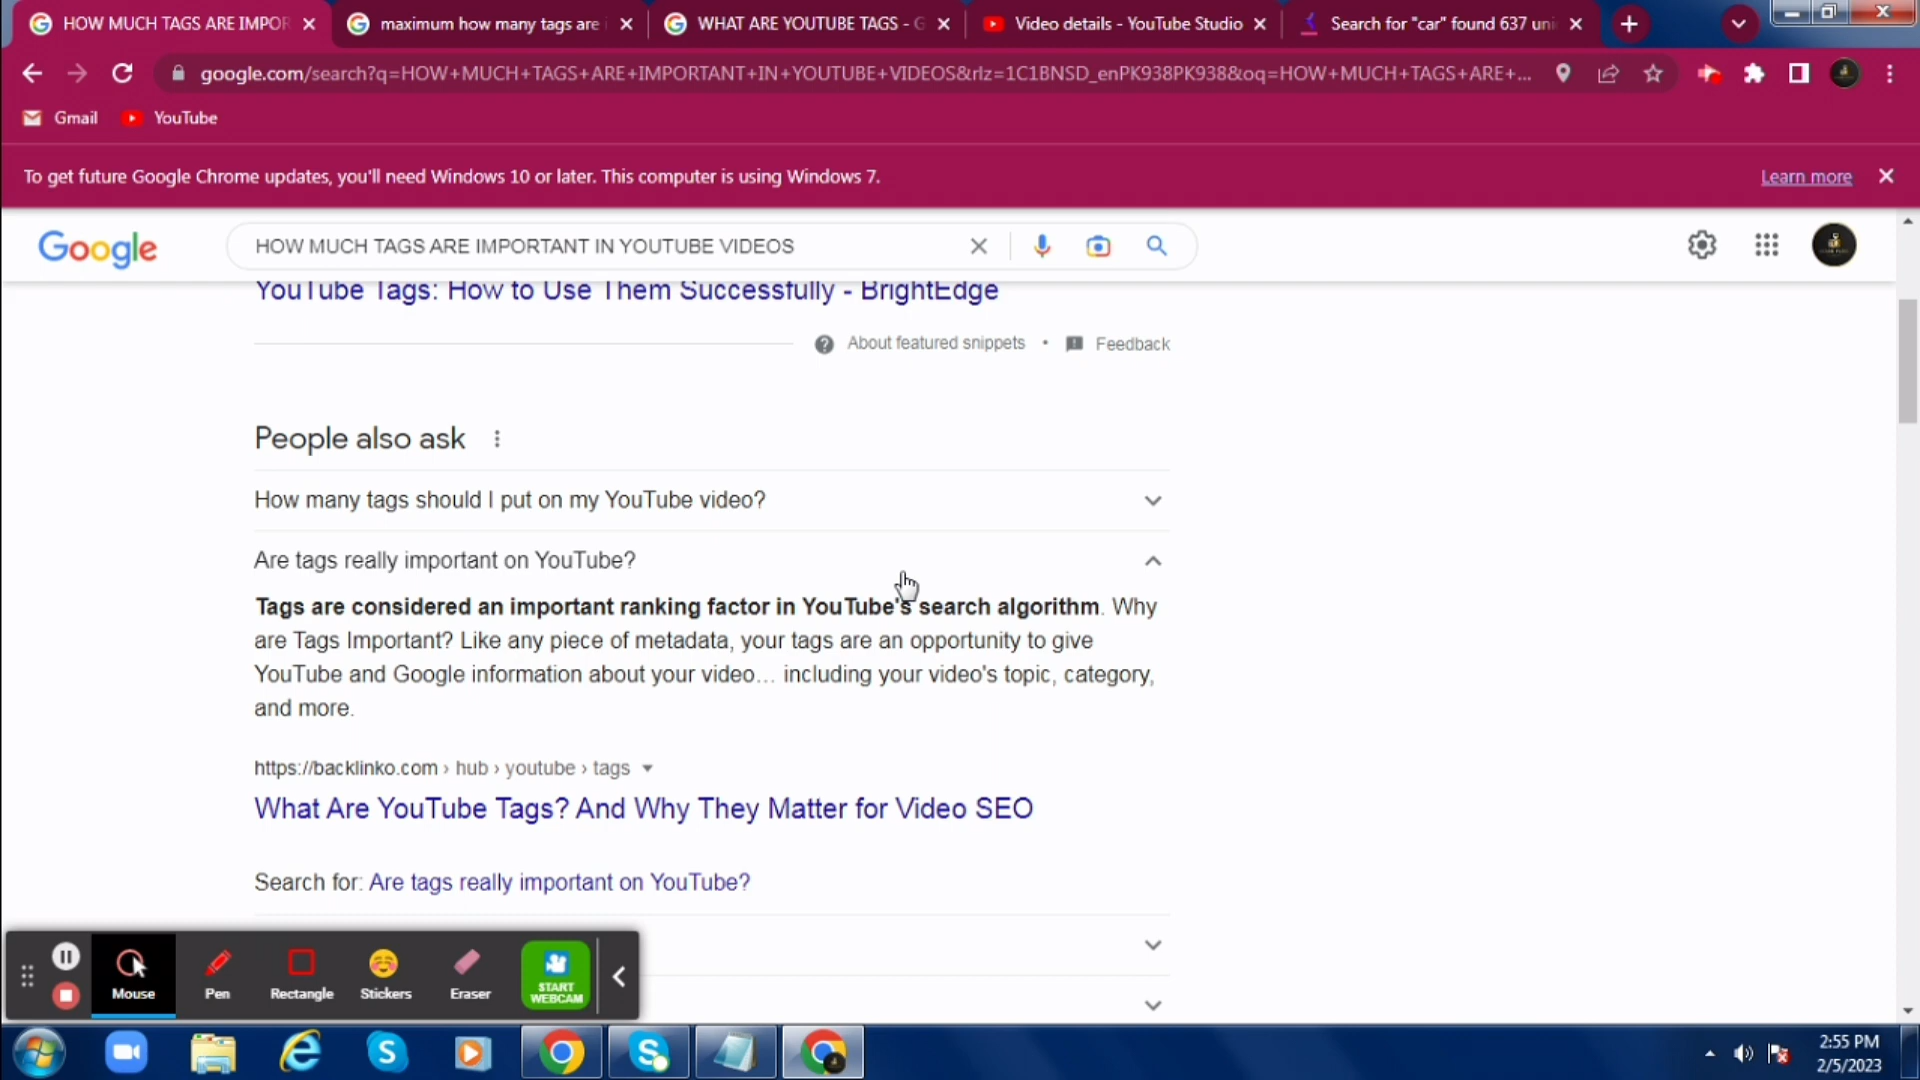 HOW MUCH TAGS ARE IMPOR
maximum how many tags are
WHAT ARE YOUTUBE TAGS - G
Video details - YouTube Studio
Search for "car" found 637 uni
google.com/search?q=HOW+MUCH+TAGS+ARE+IMPORTANT+IN+YOUTUBE+VIDEOS&rlz=1C1BNSD_enPK938PK938&oq=HOW+MUCH+TAGS+ARE+...
Gmail
YouTube
To get future Google Chrome updates, you'll need Windows 10 or later. This computer is using Windows 7.
Learn more
Google
HOW MUCH TAGS ARE IMPORTANT IN YOUTUBE VIDEOS
YouTube Tags: How to Use Them Successfully - BrightEdge
About featured snippets • Feedback
People also ask
How many tags should I put on my YouTube video?
Are tags really important on YouTube?
Tags are considered an important ranking factor in YouTube's search algorithm. Why
are Tags Important? Like any piece of metadata, your tags are an opportunity to give
YouTube and Google information about your video... including your video's topic, category,
and more.
https://backlinko.com › hub › youtube › tags
What Are YouTube Tags? And Why They Matter for Video SEO
Search for: Are tags really important on YouTube?
Mouse
Pen
Rectangle
Stickers
Eraser
START
WEBCAM
2:55 PM
2/5/2023